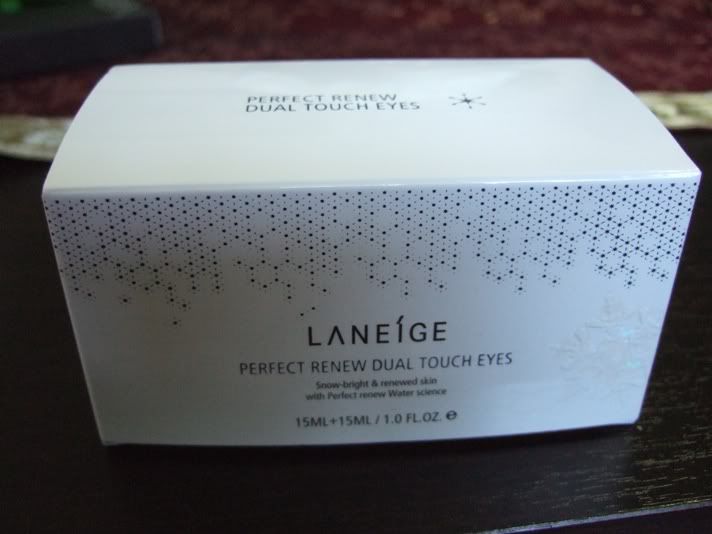 PERFECT RENEW
DUAL TOUCH EYES
LANEÍGE
PERFECT RENEW DUAL TOUCH EYES
Snow-bright & renewed skin
with Perfect renew Water science
15ML+15ML / 1.0 FL.OZ. ℮